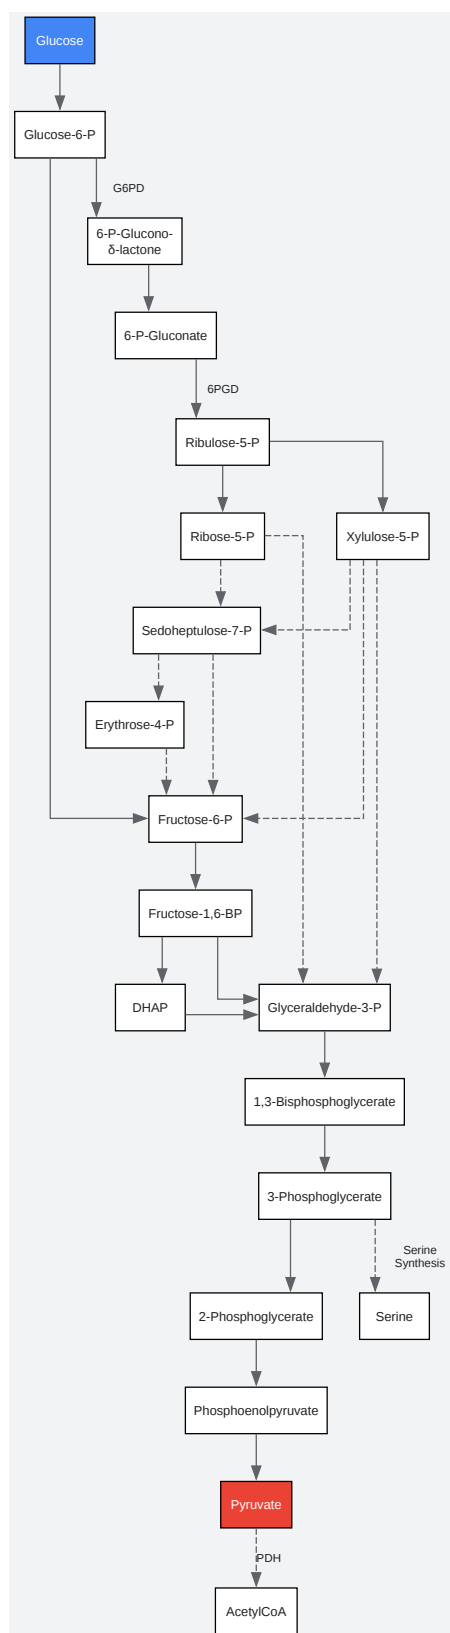 Glucose
Glucose-6-P
G6PD
6-P-Glucono-
δ-lactone
6-P-Gluconate
6PGD
Ribulose-5-P
Ribose-5-P
Xylulose-5-P
Sedoheptulose-7-P
Erythrose-4-P
Fructose-6-P
Fructose-1,6-BP
DHAP
Glyceraldehyde-3-P
1,3-Bisphosphoglycerate
3-Phosphoglycerate
Serine
Synthesis
2-Phosphoglycerate
Serine
Phosphoenolpyruvate
Pyruvate
PDH
AcetylCoA